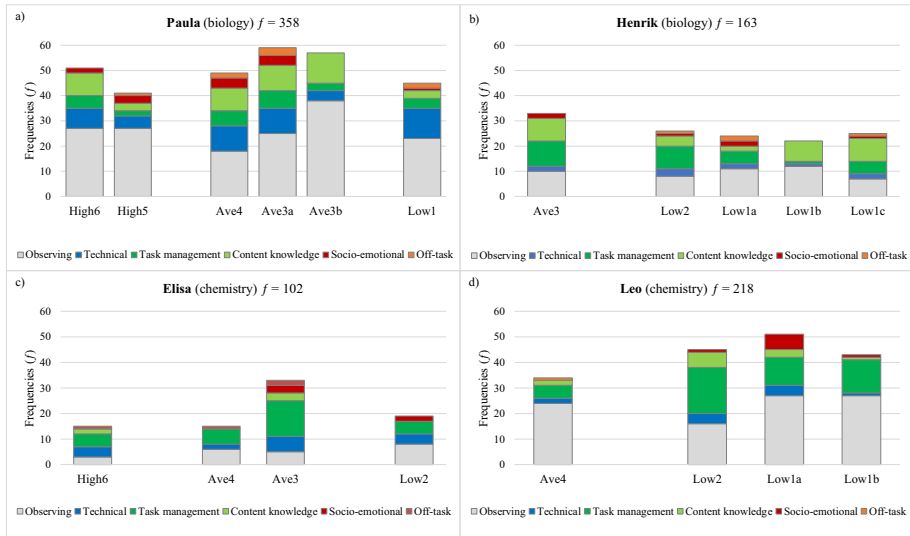 a)
Paula (biology) ƒ = 358
Frequencies (ƒ)
60
50
40
30
20
10
0
High6 High5 Ave4 Ave3a Ave3b Low1
Observing Technical Task management Content knowledge Socio-emotional Off-task
b)
Henrik (biology) ƒ = 163
Frequencies (ƒ)
60
50
40
30
20
10
0
Ave3 Low2 Low1a Low1b Low1c
Observing Technical Task management Content knowledge Socio-emotional Off-task
c)
Elisa (chemistry) ƒ = 102
Frequencies (ƒ)
60
50
40
30
20
10
0
High6 Ave4 Ave3 Low2
Observing Technical Task management Content knowledge Socio-emotional Off-task
d)
Leo (chemistry) ƒ = 218
Frequencies (ƒ)
60
50
40
30
20
10
0
Ave4 Low2 Low1a Low1b
Observing Technical Task management Content knowledge Socio-emotional Off-task